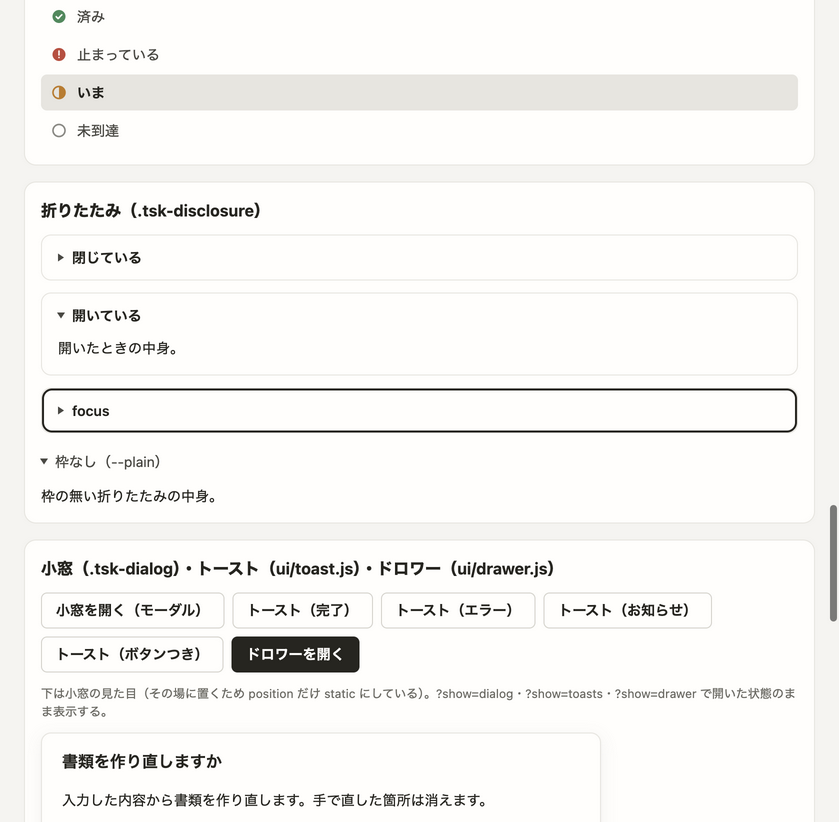 済み
止まっている
いま
未到達
折りたたみ（.tsk-disclosure）
閉じている
開いている
開いたときの中身。
focus
枠なし（--plain）
枠の無い折りたたみの中身。
小窓（.tsk-dialog）・トースト（ui/toast.js）・ドロワー（ui/drawer.js）
小窓を開く（モーダル） トースト（完了） トースト（エラー） トースト（お知らせ）
トースト（ボタンつき） ドロワーを開く
下は小窓の見た目（その場に置くため position だけ static にしている）。?show=dialog・?show=toasts・?show=drawer で開いた状態のま
ま表示する。
書類を作り直しますか
入力した内容から書類を作り直します。手で直した箇所は消えます。